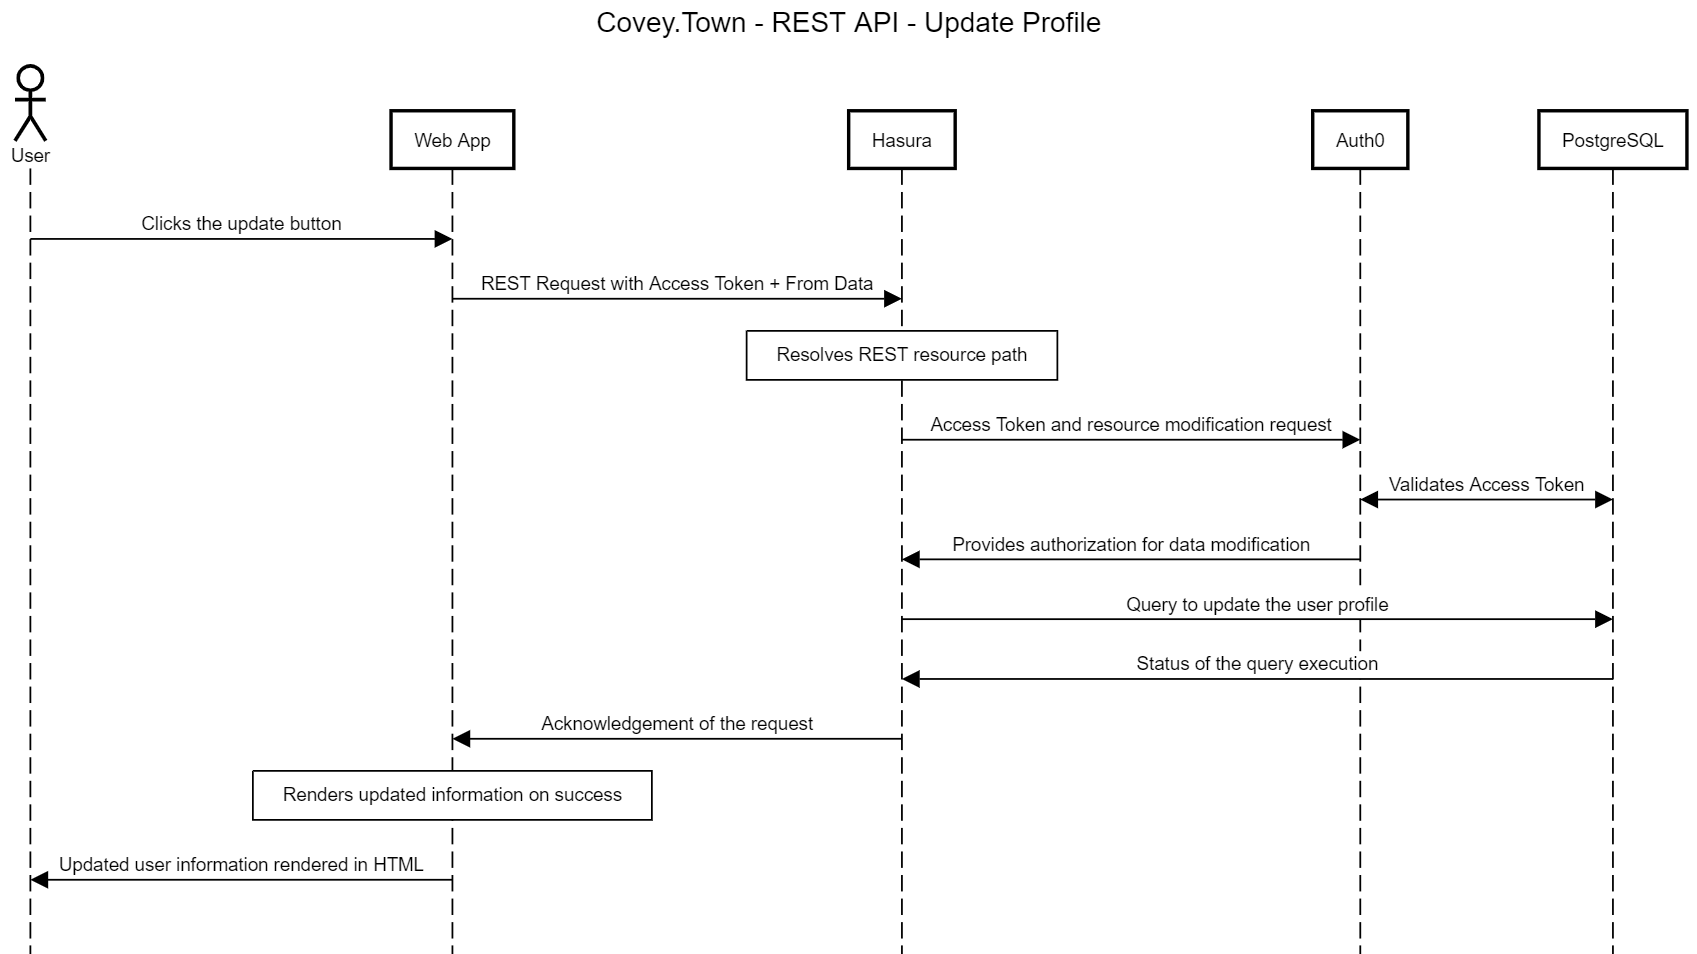 Covey.Town - REST API - Update Profile
User
Web App
Hasura
Auth0
PostgreSQL
Clicks the update button
REST Request with Access Token + From Data
Resolves REST resource path
Access Token and resource modification request
Validates Access Token
Provides authorization for data modification
Query to update the user profile
Status of the query execution
Acknowledgement of the request
Renders updated information on success
Updated user information rendered in HTML